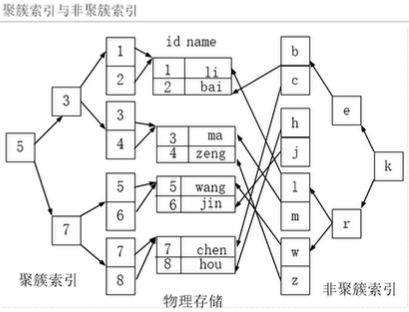 聚簇索引与非聚簇索引
id name
1
2
3
4
5
6
7
8
3
7
5
1 li
2 bai
3 ma
4 zeng
5 wang
6 jin
7 chen
8 hou
b
c
h
j
l
m
w
z
e
r
k
聚簇索引
物理存储
非聚簇索引